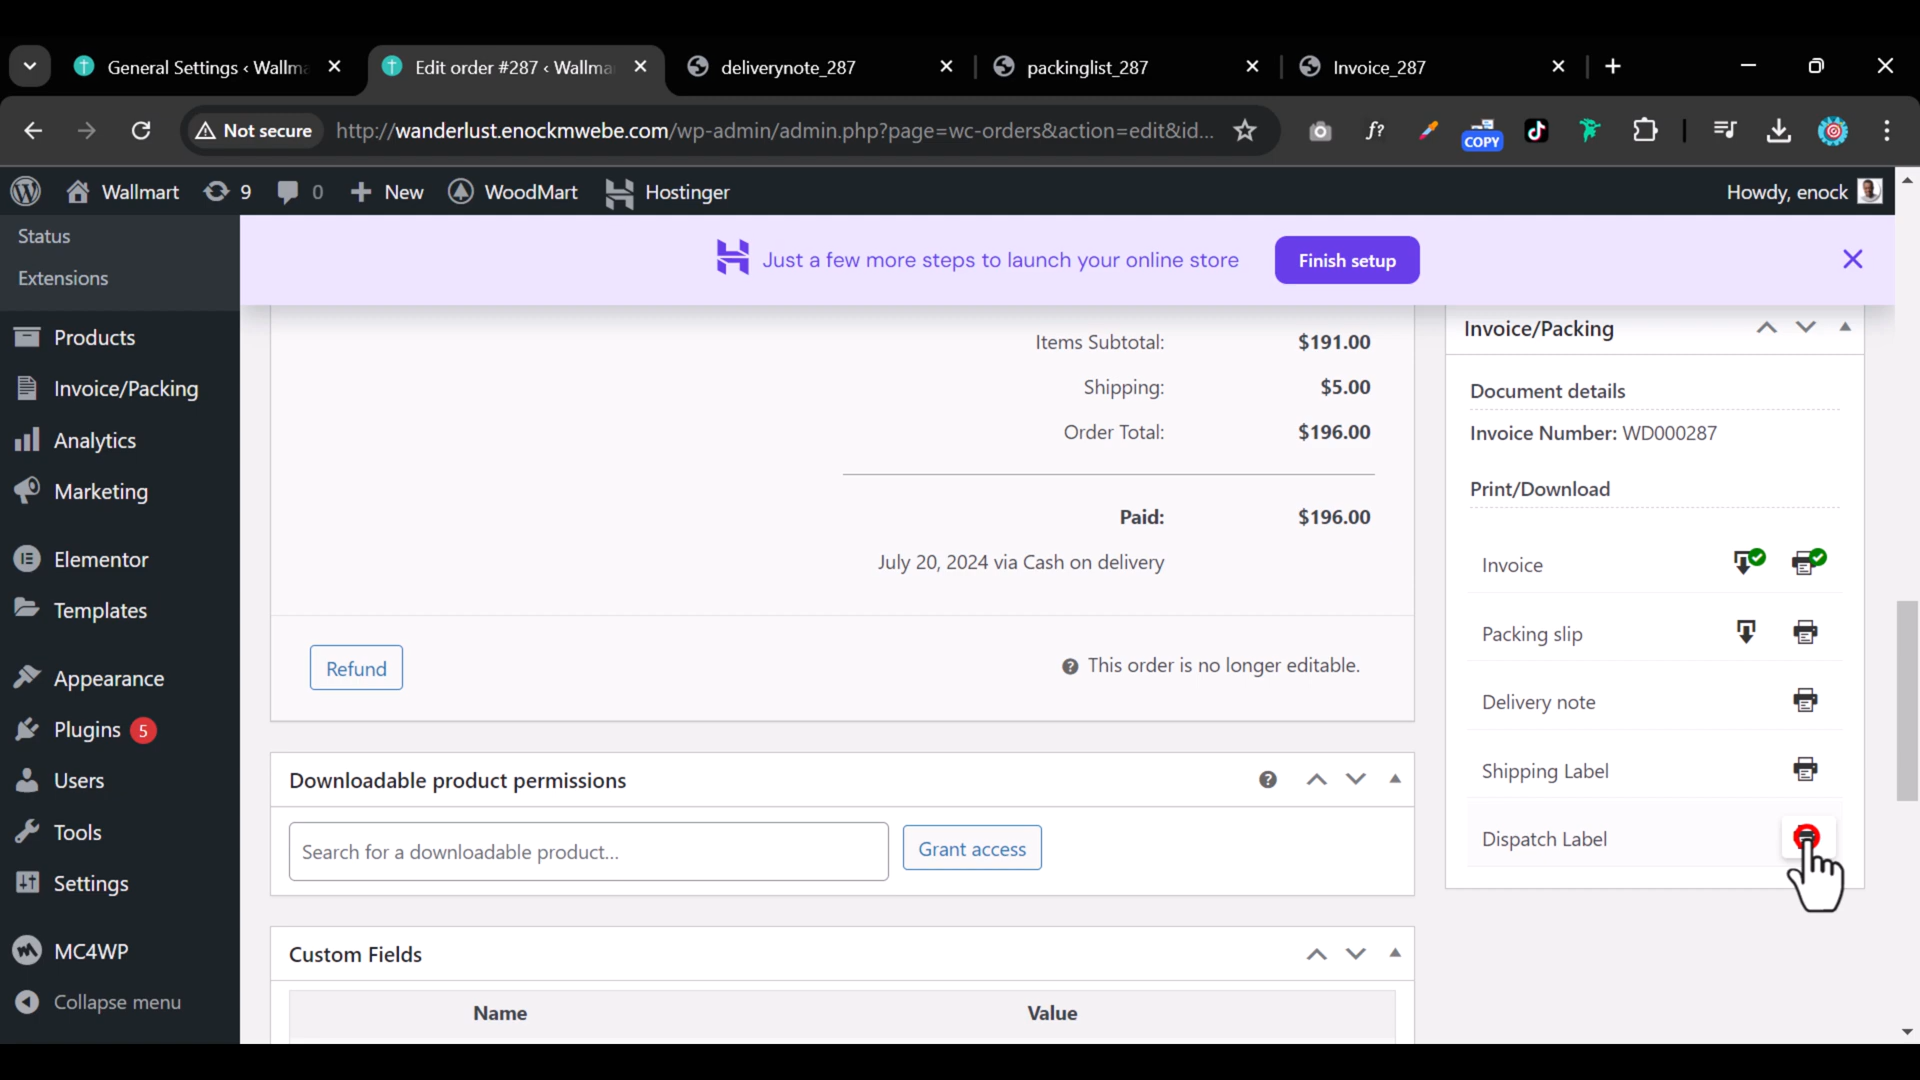 General Settings ‹ Wallma
Edit order #287 ‹ Wallma
deliverynote_287
packinglist_287
Invoice_287
Not secure
http://wanderlust.enockmwebe.com/wp-admin/admin.php?page=wc-orders&action=edit&id...
f?
COPY
Wallmart
9
0
New
WoodMart
Hostinger
Howdy, enock
Status
Extensions
Products
Invoice/Packing
Analytics
Marketing
Elementor
Templates
Appearance
Plugins 5
Users
Tools
Settings
MC4WP
Collapse menu
Just a few more steps to launch your online store
Finish setup
Items Subtotal: $191.00
Shipping: $5.00
Order Total: $196.00
Paid: $196.00
July 20, 2024 via Cash on delivery
Refund
This order is no longer editable.
Downloadable product permissions
Search for a downloadable product...
Grant access
Custom Fields
Name Value
Invoice/Packing
Document details
Invoice Number: WD000287
Print/Download
Invoice
Packing slip
Delivery note
Shipping Label
Dispatch Label